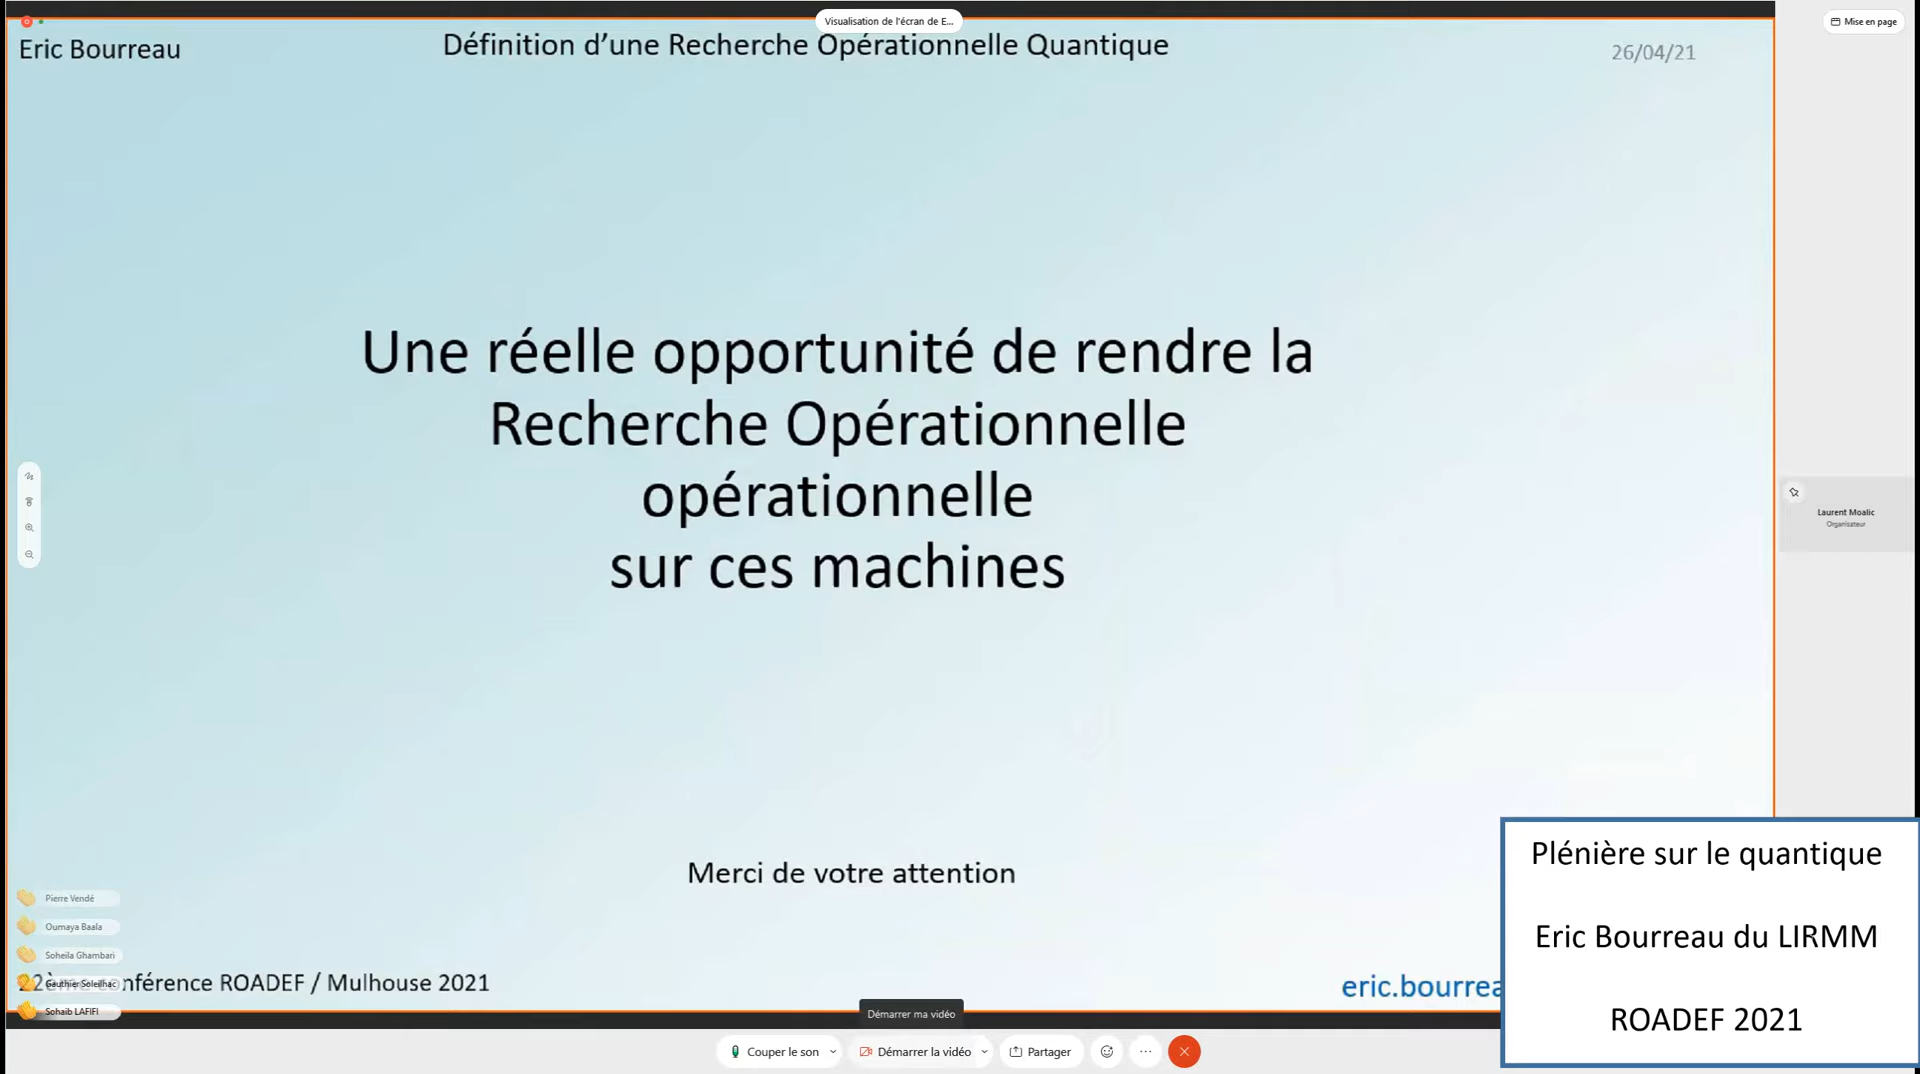 Visualisation de l'écran de E...
Mise en page
Eric Bourreau
Définition d'une Recherche Opérationnelle Quantique
26/04/21
Une réelle opportunité de rendre la
Recherche Opérationnelle
opérationnelle
sur ces machines
Laurent Moalic
Organisateur
Merci de votre attention
Pierre Vendé
Oumaya Baala
Soheila Ghambari
Gauthier Soleilhac
Sohaib LAFIFI
22ème conférence ROADEF / Mulhouse 2021
eric.bourrea
Plénière sur le quantique
Eric Bourreau du LIRMM
ROADEF 2021
Démarrer ma vidéo
Couper le son
Démarrer la vidéo
Partager